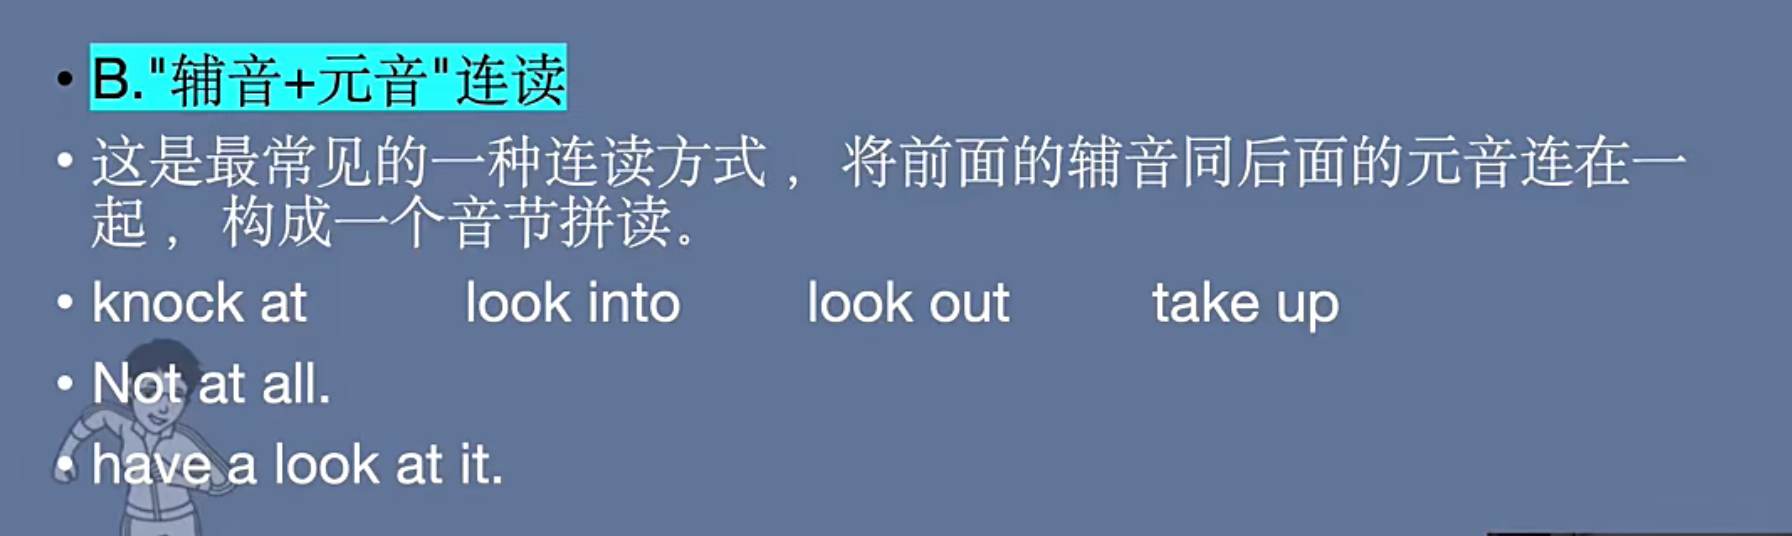 • B."辅音+元音"连读
• 这是最常见的一种连读方式，将前面的辅音同后面的元音连在一
起，构成一个音节拼读。
• knock at look into look out take up
• Not at all.
• have a look at it.